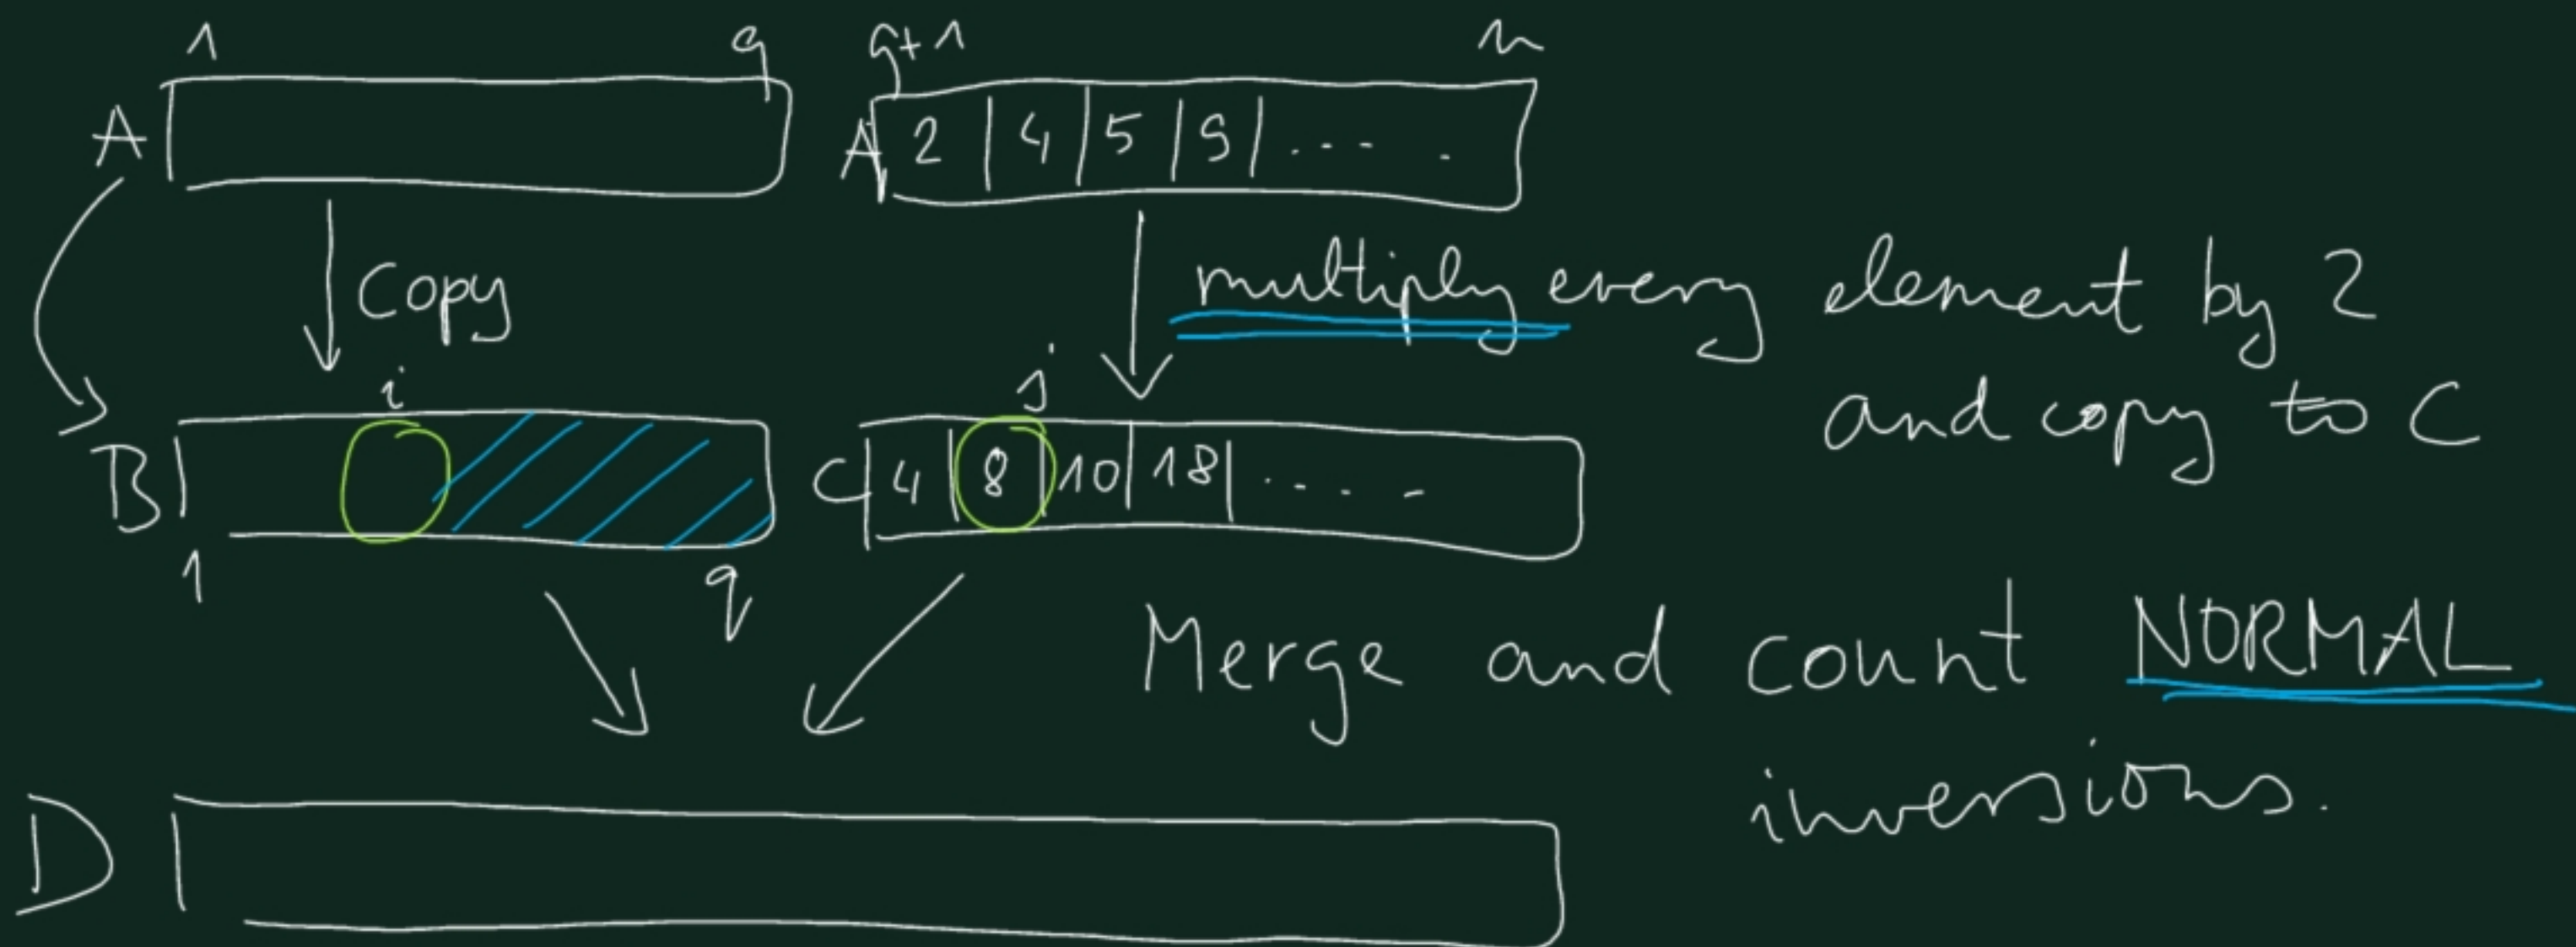 1 q q+1 n
A A 2 4 5 9 ....
Copy multiply every element by 2
and copy to C
i j
B C 4 8 10 18 ....
1 q
Merge and count NORMAL
inversions.
D